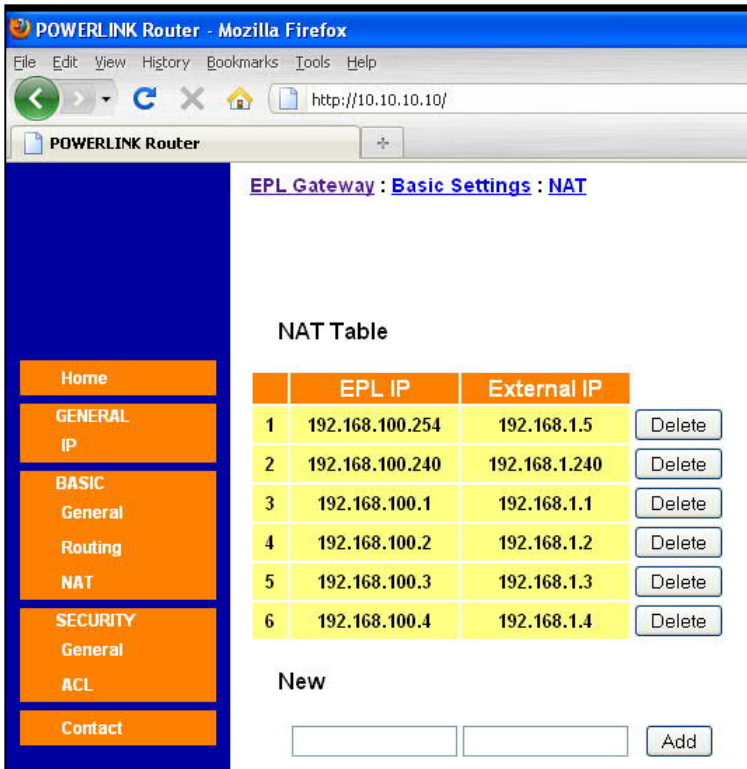 POWERLINK Router - Mozilla Firefox
File Edit View History Bookmarks Tools Help
http://10.10.10.10/
POWERLINK Router
EPL Gateway : Basic Settings : NAT
Home
GENERAL
IP
BASIC
General
Routing
NAT
SECURITY
General
ACL
Contact
NAT Table
EPL IP External IP
1 192.168.100.254 192.168.1.5 Delete
2 192.168.100.240 192.168.1.240 Delete
3 192.168.100.1 192.168.1.1 Delete
4 192.168.100.2 192.168.1.2 Delete
5 192.168.100.3 192.168.1.3 Delete
6 192.168.100.4 192.168.1.4 Delete
New
Add